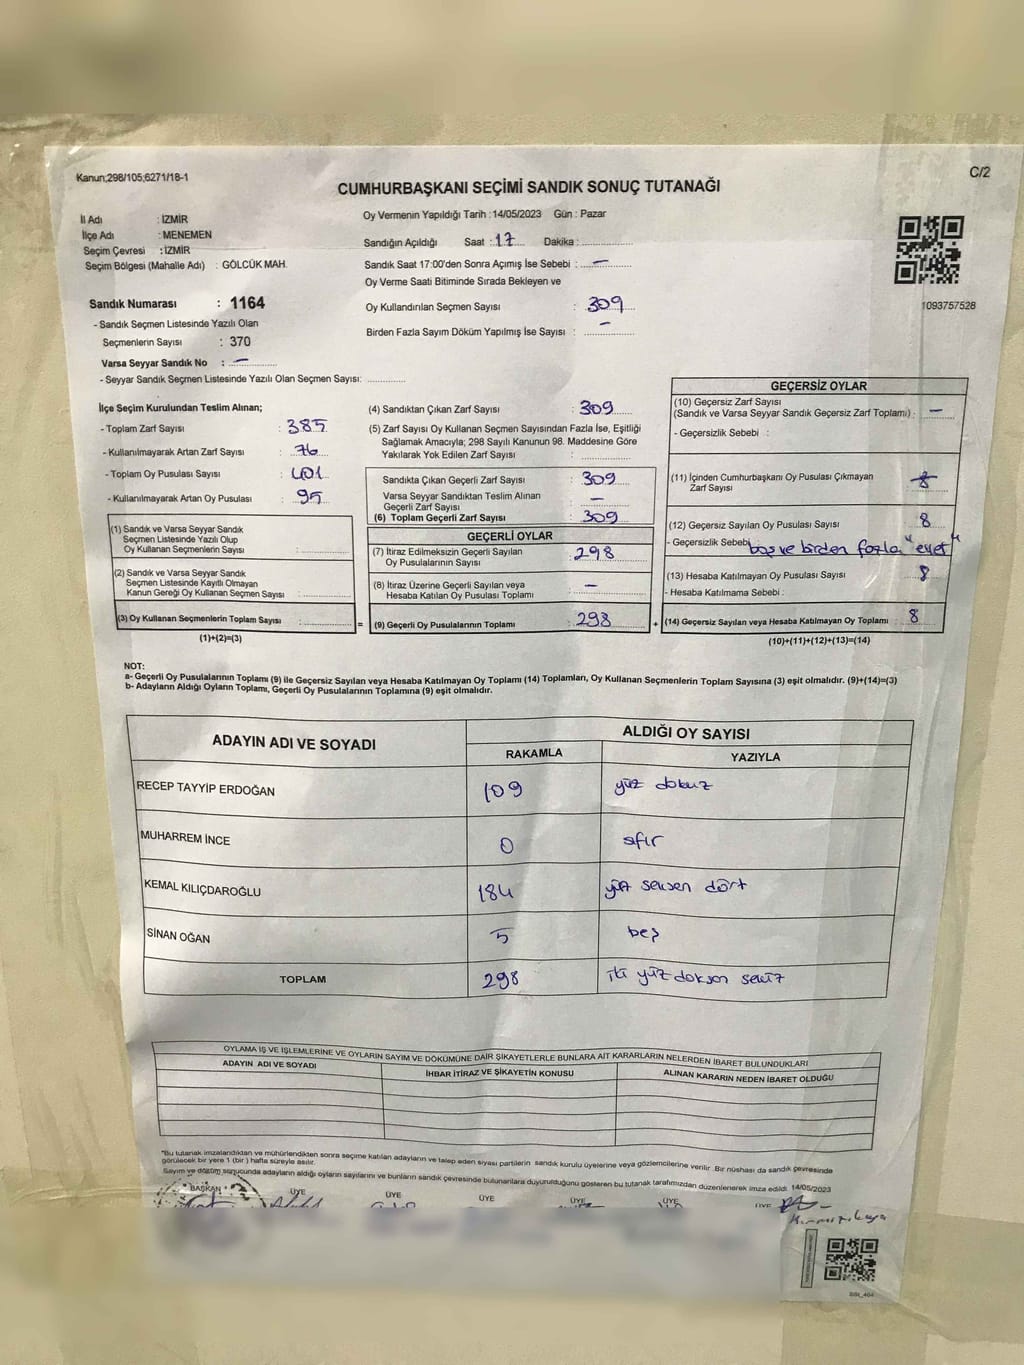 Kanun;298/105;6271/18-1
C/2
CUMHURBAŞKANI SEÇİMİ SANDIK SONUÇ TUTANAĞI
İl Adı : İZMİR
İlçe Adı : MENEMEN
Seçim Çevresi : İZMİR
Seçim Bölgesi (Mahalle Adı) : GÖLCÜK MAH.
Oy Vermenin Yapıldığı Tarih :14/05/2023 Gün : Pazar
Sandığın Açıldığı Saat : 17 Dakika :
Sandık Saat 17:00'den Sonra Açımış İse Sebebi : —
Oy Verme Saati Bitiminde Sırada Bekleyen ve
Oy Kullandırılan Seçmen Sayısı : 309
Birden Fazla Sayım Döküm Yapılmış İse Sayısı : —
1093757528
Sandık Numarası : 1164
- Sandık Seçmen Listesinde Yazılı Olan
Seçmenlerin Sayısı : 370
Varsa Seyyar Sandık No : —
- Seyyar Sandık Seçmen Listesinde Yazılı Olan Seçmen Sayısı:
İlçe Seçim Kurulundan Teslim Alınan;
- Toplam Zarf Sayısı : 385
- Kullanılmayarak Artan Zarf Sayısı : 76
- Toplam Oy Pusulası Sayısı : 401
- Kullanılmayarak Artan Oy Pusulası : 95
(1) Sandık ve Varsa Seyyar Sandık
Seçmen Listesinde Yazılı Olup
Oy Kullanan Seçmenlerin Sayısı :
(2) Sandık ve Varsa Seyyar Sandık
Seçmen Listesinde Kayıtlı Olmayan
Kanun Gereği Oy Kullanan Seçmen Sayısı :
(3) Oy Kullanan Seçmenlerin Toplam Sayısı : =
(1)+(2)=(3)
(4) Sandıktan Çıkan Zarf Sayısı : 309
(5) Zarf Sayısı Oy Kullanan Seçmen Sayısından Fazla İse, Eşitliği
Sağlamak Amacıyla; 298 Sayılı Kanunun 98. Maddesine Göre
Yakılarak Yok Edilen Zarf Sayısı :
Sandıkta Çıkan Geçerli Zarf Sayısı : 309
Varsa Seyyar Sandıktan Teslim Alınan
Geçerli Zarf Sayısı : —
(6) Toplam Geçerli Zarf Sayısı : 309
GEÇERLİ OYLAR
(7) İtiraz Edilmeksizin Geçerli Sayılan
Oy Pusulalarının Sayısı : 298
(8) İtiraz Üzerine Geçerli Sayılan veya
Hesaba Katılan Oy Pusulası Toplamı : —
(9) Geçerli Oy Pusulalarının Toplamı : 298 +
GEÇERSİZ OYLAR
(10) Geçersiz Zarf Sayısı
(Sandık ve Varsa Seyyar Sandık Geçersiz Zarf Toplamı) : —
- Geçersizlik Sebebi :
(11) İçinden Cumhurbaşkanı Oy Pusulası Çıkmayan
Zarf Sayısı
(12) Geçersiz Sayılan Oy Pusulası Sayısı : 8
- Geçersizlik Sebebi boş ve birden fazla "evet"
(13) Hesaba Katılmayan Oy Pusulası Sayısı : 8
- Hesaba Katılmama Sebebi :
(14) Geçersiz Sayılan veya Hesaba Katılmayan Oy Toplamı : 8
(10)+(11)+(12)+(13)=(14)
NOT:
a- Geçerli Oy Pusulalarının Toplamı (9) ile Geçersiz Sayılan veya Hesaba Katılmayan Oy Toplamı (14) Toplamları, Oy Kullanan Seçmenlerin Toplam Sayısına (3) eşit olmalıdır. (9)+(14)=(3)
b- Adayların Aldığı Oyların Toplamı, Geçerli Oy Pusulalarının Toplamına (9) eşit olmalıdır.
ADAYIN ADI VE SOYADI
ALDIĞI OY SAYISI
RAKAMLA YAZIYLA
RECEP TAYYİP ERDOĞAN 109 yüz dokuz
MUHARREM İNCE 0 sıfır
KEMAL KILIÇDAROĞLU 184 yüz seksen dört
SİNAN OĞAN 5 beş
TOPLAM 298 iki yüz doksan sekiz
OYLAMA İŞ VE İŞLEMLERİNE VE OYLARIN SAYIM VE DÖKÜMÜNE DAİR ŞİKAYETLERLE BUNLARA AİT KARARLARIN NELERDEN İBARET BULUNDUKLARI
ADAYIN ADI VE SOYADI İHBAR İTİRAZ VE ŞİKAYETİN KONUSU ALINAN KARARIN NEDEN İBARET OLDUĞU
*Bu tutanak imzalandıktan ve mühürlendikten sonra seçime katılan adayların ve talep eden siyasi partilerin sandık kurulu üyelerine veya gözlemcilerine verilir. Bir nüshası da sandık çevresinde
görülecek bir yere 1 (bir) hafta süreyle asılır.
Sayım ve döküm sonucunda adayların aldığı oyların sayılarını ve bunların sandık çevresinde bulunanlara duyurulduğunu gösteren bu tutanak tarafımızdan düzenlenerek imza edildi. 14/05/2023
BAŞKAN ÜYE ÜYE ÜYE ÜYE ÜYE ÜYE